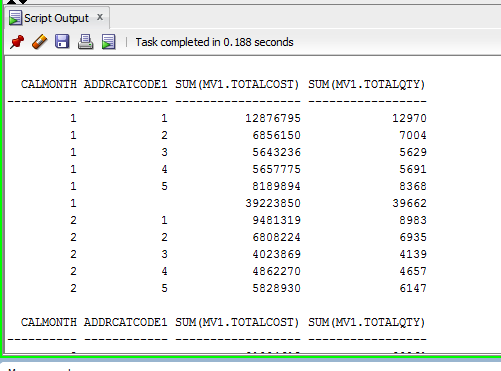 Script Output x
Task completed in 0.188 seconds
CALMONTH ADDRCATCODE1 SUM(MV1.TOTALCOST) SUM(MV1.TOTALQTY)
---------- ------------ ------------------ -----------------
1 1 12876795 12970
1 2 6856150 7004
1 3 5643236 5629
1 4 5657775 5691
1 5 8189894 8368
1 39223850 39662
2 1 9481319 8983
2 2 6808224 6935
2 3 4023869 4139
2 4 4862270 4657
2 5 5828930 6147
CALMONTH ADDRCATCODE1 SUM(MV1.TOTALCOST) SUM(MV1.TOTALQTY)
---------- ------------ ------------------ -----------------